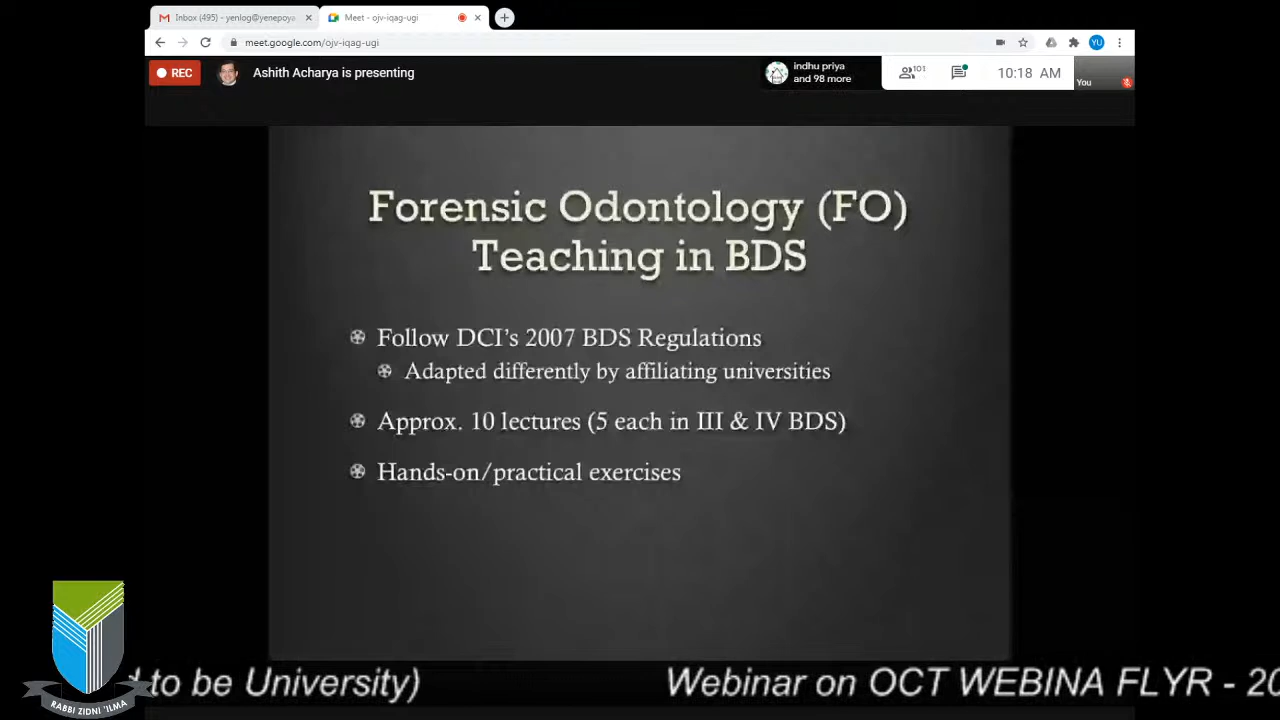 Inbox (495) - yenlog@yenepoya
Meet - ojv-iqag-ugi
meet.google.com/ojv-iqag-ugi
YU
REC
Ashith Acharya is presenting
indhu priya
and 98 more
101
10:18 AM
You
Forensic Odontology (FO)
Teaching in BDS
Follow DCI's 2007 BDS Regulations
Adapted differently by affiliating universities
Approx. 10 lectures (5 each in III & IV BDS)
Hands-on/practical exercises
d to be University) Webinar on OCT WEBINA FLYR - 20
RABBI ZIDNI 'ILMA